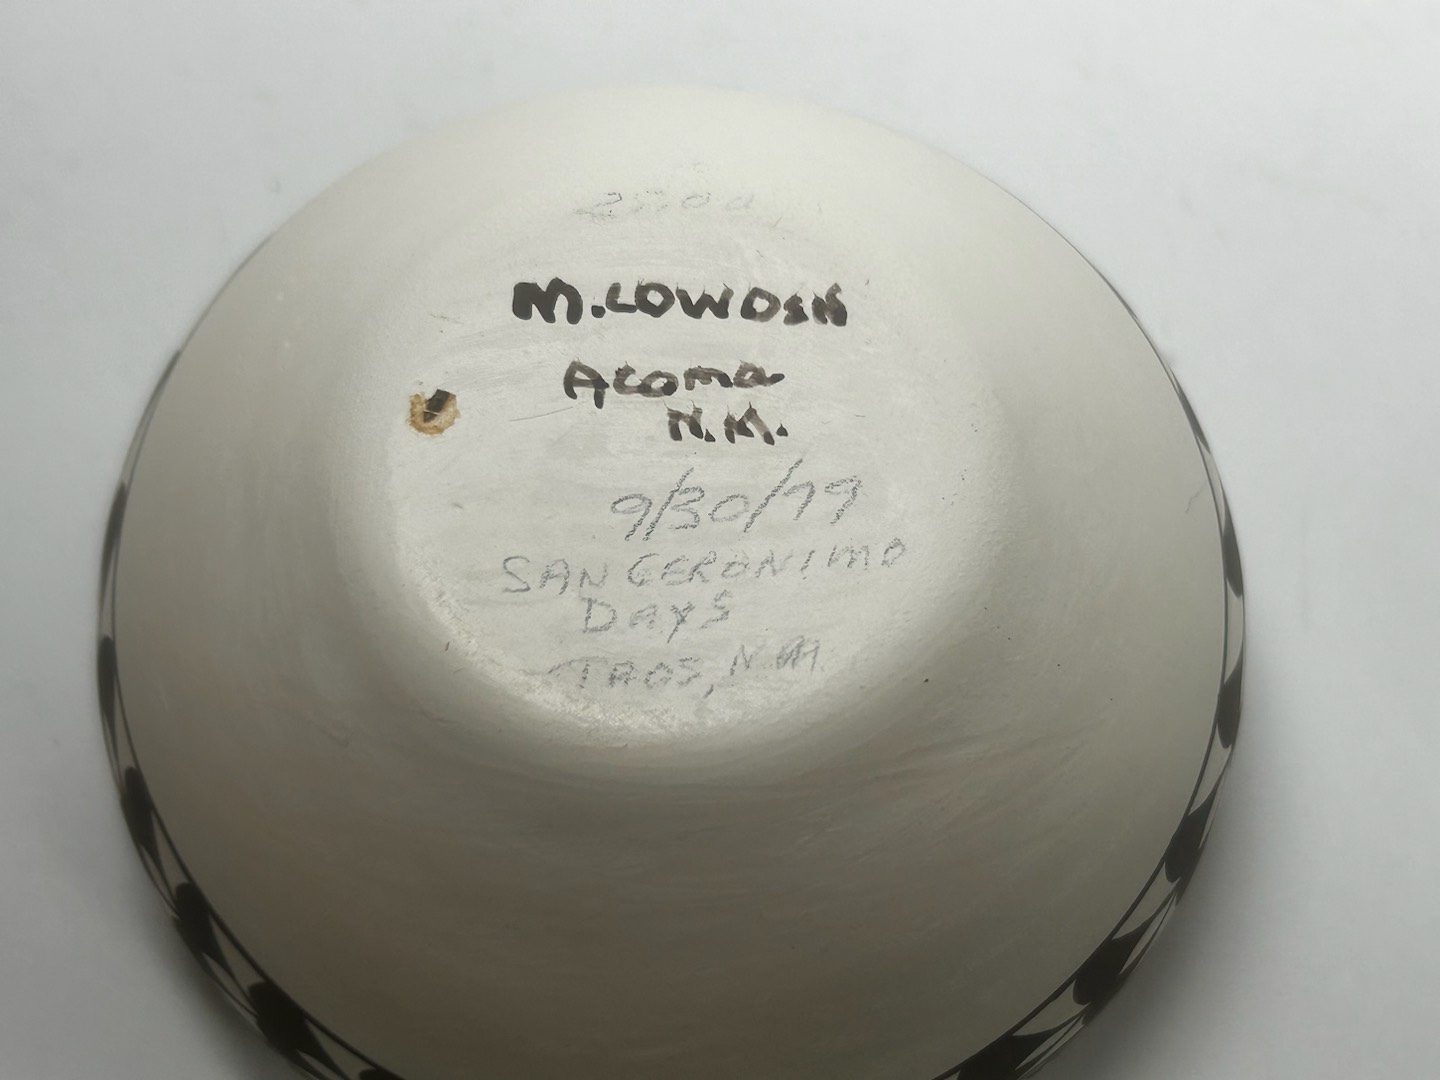 M. LOWDEN
Acoma
N.M.
9/30/79
SAN GERONIMO
DAYS
TAOS, N.M.